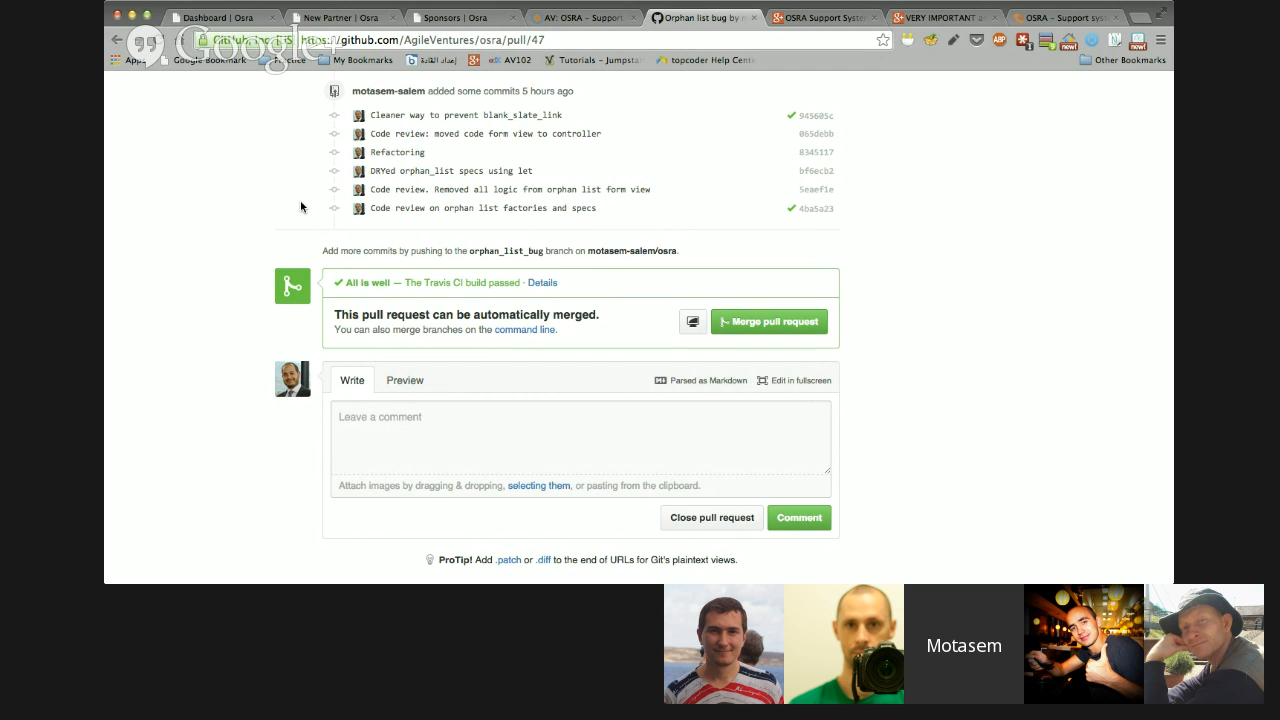 Dashboard | Osra
New Partner | Osra
Sponsors | Osra
AV: OSRA - Support
Orphan list bug by m
OSRA Support Syste
VERY IMPORTANT a
OSRA – Support syst
Google+
https://github.com/AgileVentures/osra/pull/47
Apps
Google Bookmark
Practice
My Bookmarks
إعداد القادة
AV102
Tutorials - Jumpsta
topcoder Help Cente
Other Bookmarks
motasem-salem added some commits 5 hours ago
Cleaner way to prevent blank_slate_link 945605c
Code review: moved code form view to controller 065debb
Refactoring 8345117
DRYed orphan_list specs using let bf6ecb2
Code review. Removed all logic from orphan list form view 5eaef1e
Code review on orphan list factories and specs 4ba5a23
Add more commits by pushing to the orphan_list_bug branch on motasem-salem/osra.
All is well — The Travis CI build passed · Details
This pull request can be automatically merged.
You can also merge branches on the command line.
Merge pull request
Write
Preview
Parsed as Markdown
Edit in fullscreen
Leave a comment
Attach images by dragging & dropping, selecting them, or pasting from the clipboard.
Close pull request
Comment
ProTip! Add .patch or .diff to the end of URLs for Git's plaintext views.
Motasem